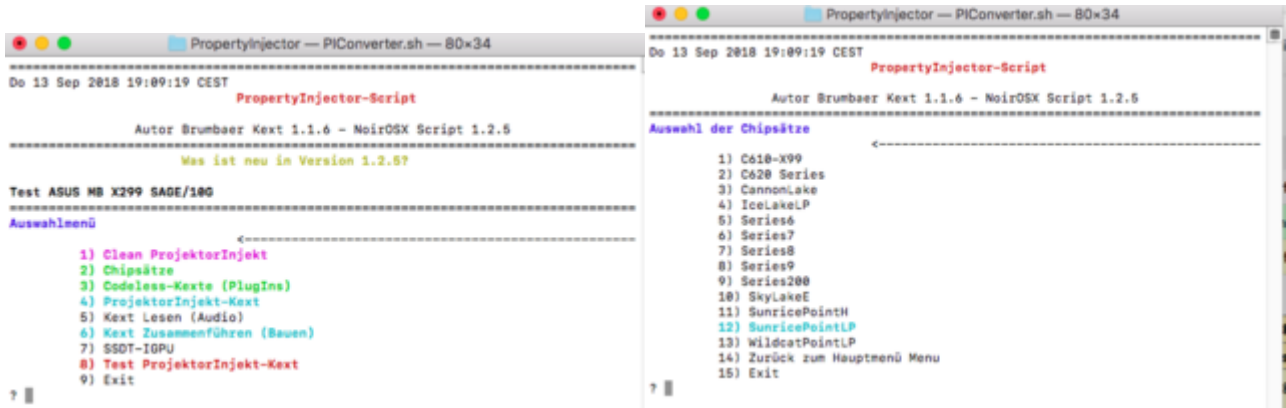 PropertyInjector — PIConverter.sh — 80×34
Do 13 Sep 2018 19:09:19 CEST
PropertyInjector-Script
Autor Brumbaer Kext 1.1.6 - NoirOSX Script 1.2.5
Was ist neu in Version 1.2.5?
Test ASUS MB X299 SAGE/10G
Auswahlmenü
<--------------------------------------------------
1) Clean ProjektorInjekt
2) Chipsätze
3) Codeless-Kexte (PlugIns)
4) ProjektorInjekt-Kext
5) Kext Lesen (Audio)
6) Kext Zusammenführen (Bauen)
7) SSDT-IGPU
8) Test ProjektorInjekt-Kext
9) Exit
?
PropertyInjector — PIConverter.sh — 80×34
Do 13 Sep 2018 19:09:19 CEST
PropertyInjector-Script
Autor Brumbaer Kext 1.1.6 - NoirOSX Script 1.2.5
Auswahl der Chipsätze
<--------------------------------------------------
1) C610-X99
2) C620 Series
3) CannonLake
4) IceLakeLP
5) Series6
6) Series7
7) Series8
8) Series9
9) Series200
10) SkyLakeE
11) SunricePointH
12) SunricePointLP
13) WildcatPointLP
14) Zurück zum Hauptmenü Menu
15) Exit
?